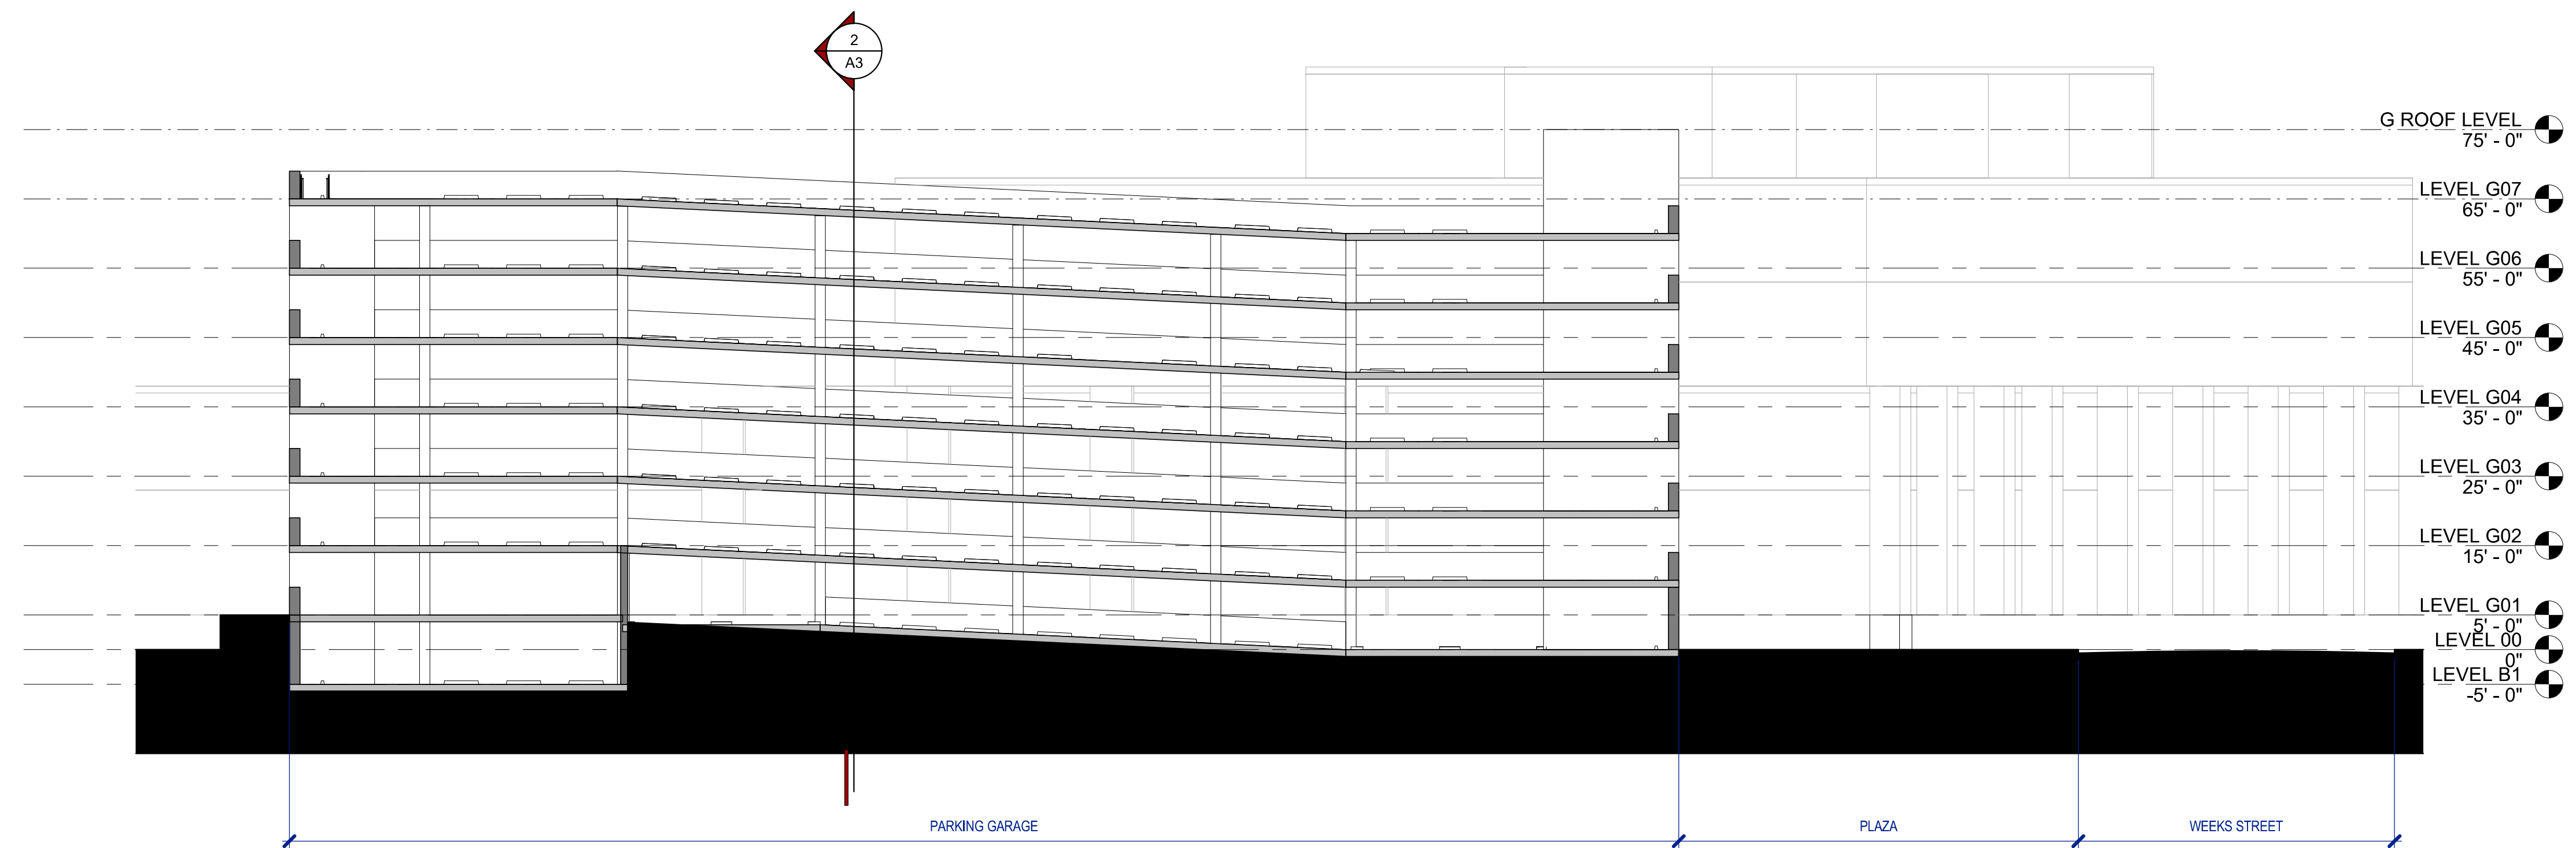 2
A3
G ROOF LEVEL
75' - 0"
LEVEL G07
65' - 0"
LEVEL G06
55' - 0"
LEVEL G05
45' - 0"
LEVEL G04
35' - 0"
LEVEL G03
25' - 0"
LEVEL G02
15' - 0"
LEVEL G01
5' - 0"
LEVEL 00
0"
LEVEL B1
-5' - 0"
PARKING GARAGE
PLAZA
WEEKS STREET